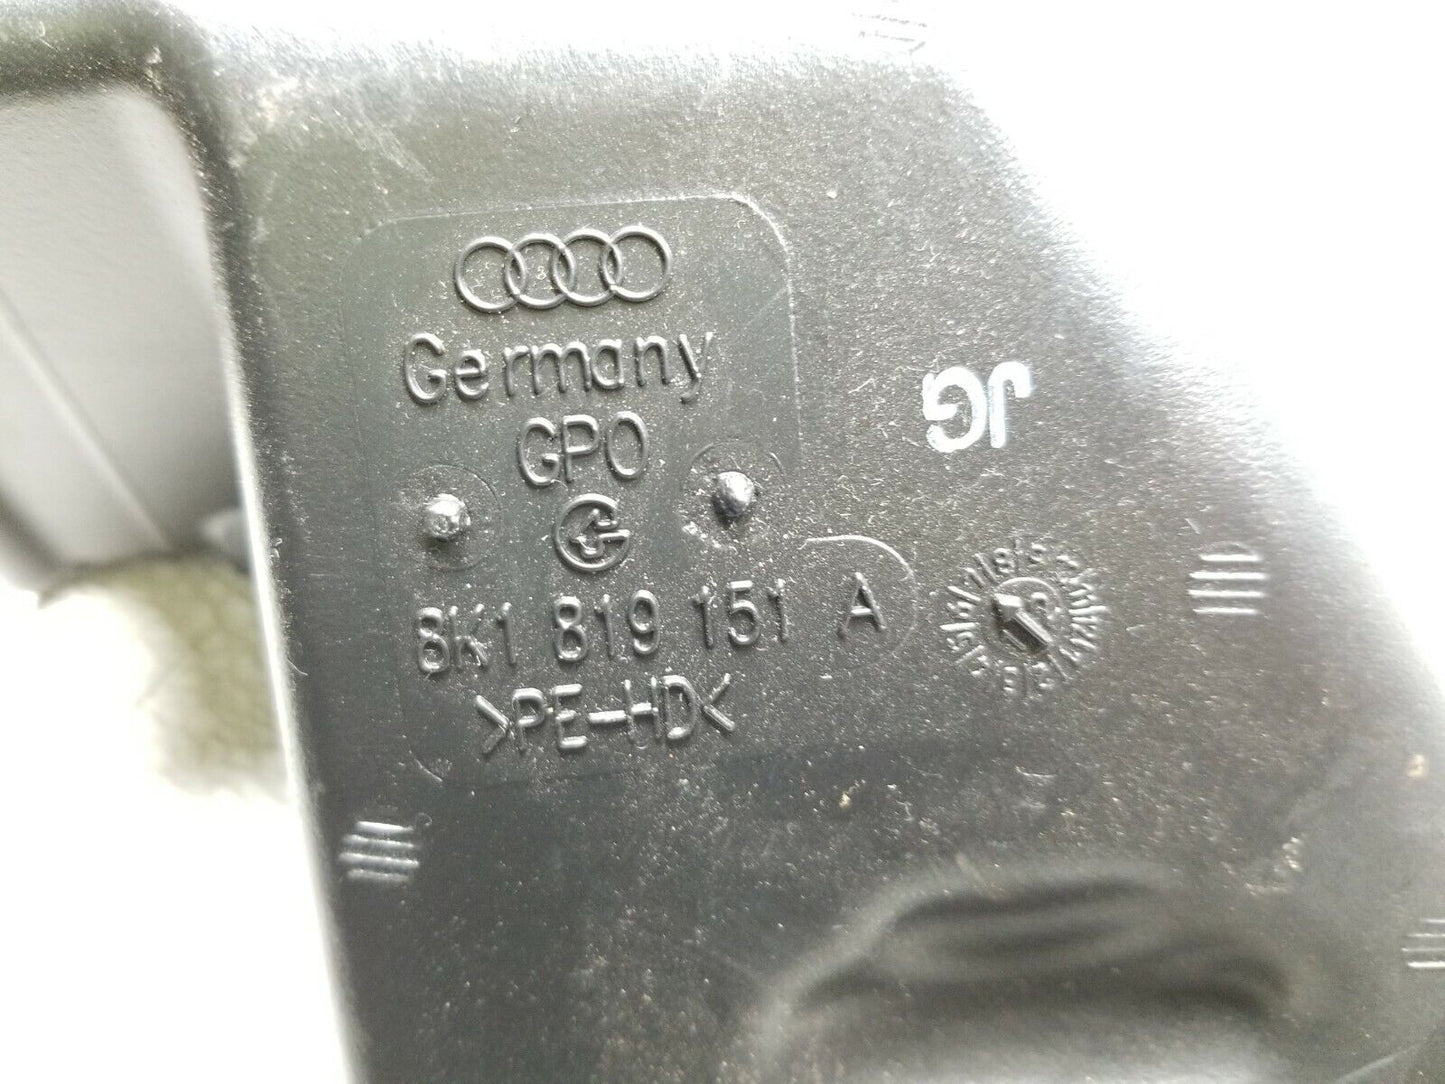 Germany
GPO
8K1 819 151 A
>PE-HD<
JG